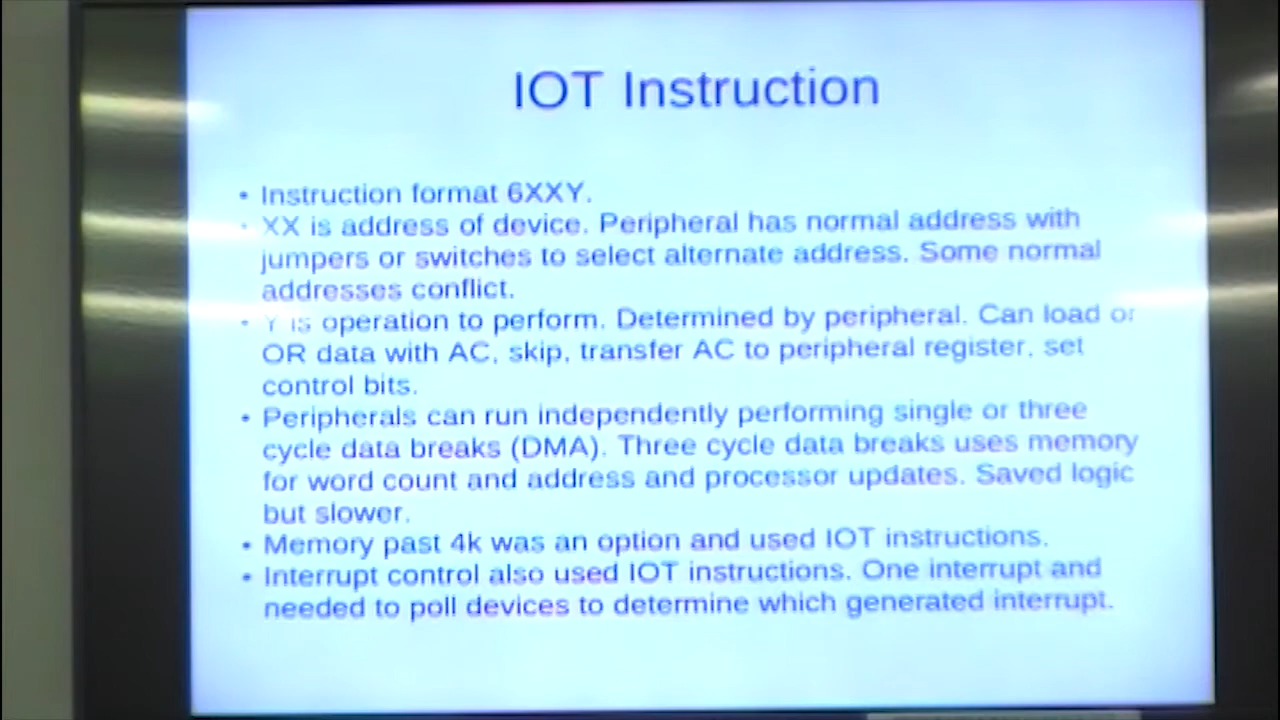 IOT Instruction
• Instruction format 6XXY.
• XX is address of device. Peripheral has normal address with
jumpers or switches to select alternate address. Some normal
addresses conflict.
• Y is operation to perform. Determined by peripheral. Can load or
OR data with AC, skip, transfer AC to peripheral register, set
control bits.
• Peripherals can run independently performing single or three
cycle data breaks (DMA). Three cycle data breaks uses memory
for word count and address and processor updates. Saved logic
but slower.
• Memory past 4k was an option and used IOT instructions.
• Interrupt control also used IOT instructions. One interrupt and
needed to poll devices to determine which generated interrupt.